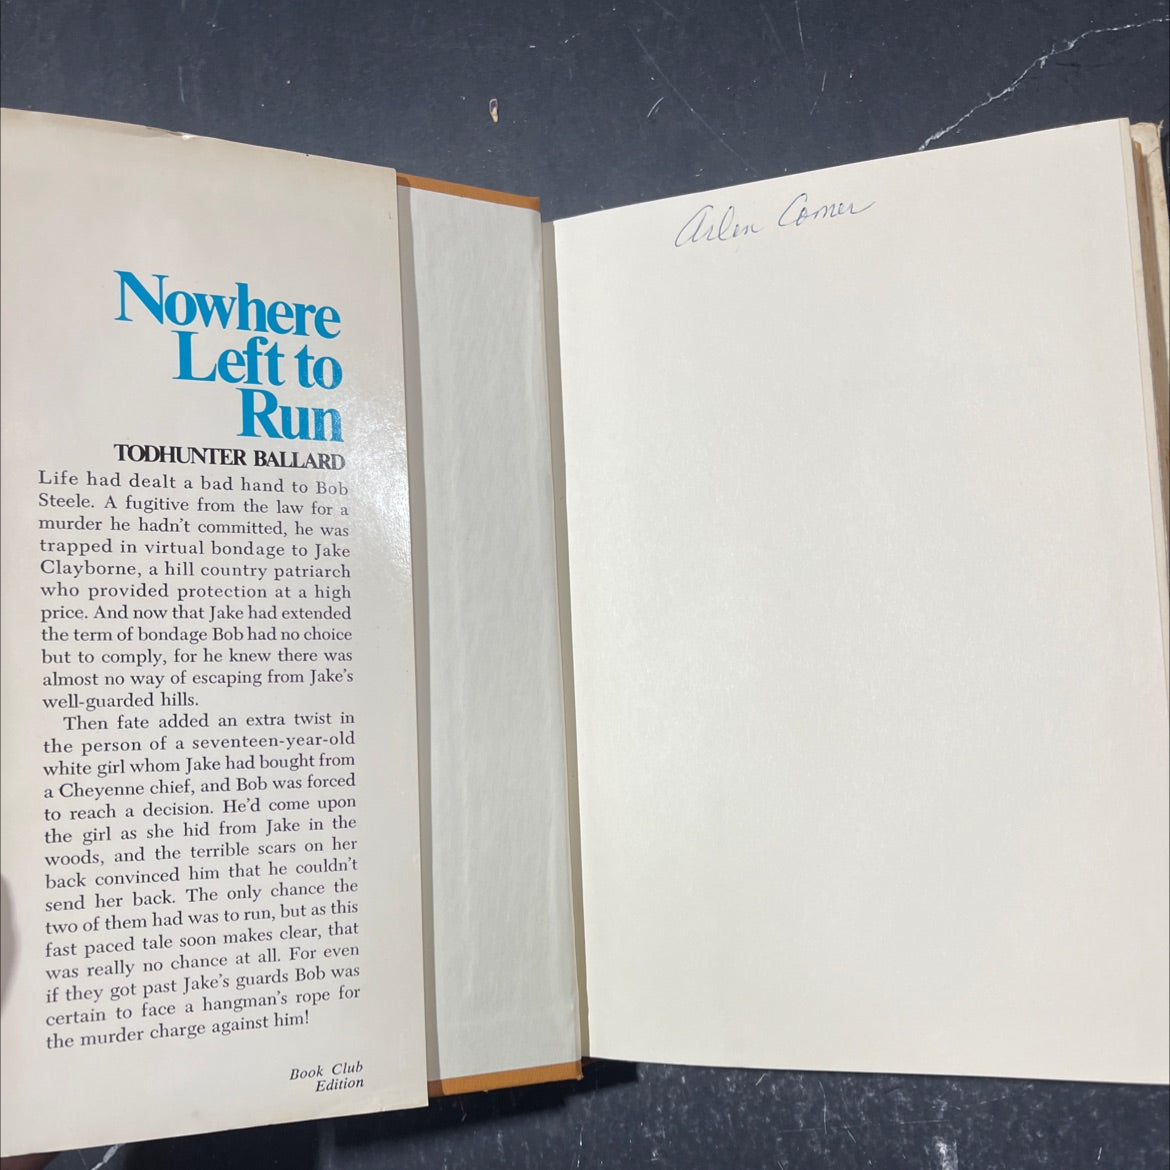 Nowhere
Left to
Run
TODHUNTER BALLARD
Life had dealt a bad hand to Bob
Steele. A fugitive from the law for a
murder he hadn't committed, he was
trapped in virtual bondage to Jake
Clayborne, a hill country patriarch
who provided protection at a high
price. And now that Jake had extended
the term of bondage Bob had no choice
but to comply, for he knew there was
almost no way of escaping from Jake's
well-guarded hills.
Then fate added an extra twist in
the person of a seventeen-year-old
white girl whom Jake had bought from
a Cheyenne chief, and Bob was forced
to reach a decision. He'd come upon
the girl as she hid from Jake in the
woods, and the terrible scars on her
back convinced him that he couldn't
send her back. The only chance the
two of them had was to run, but as this
fast paced tale soon makes clear, that
was really no chance at all. For even
if they got past Jake's guards Bob was
certain to face a hangman's rope for
the murder charge against him!
Book Club
Edition
Arlen Comer